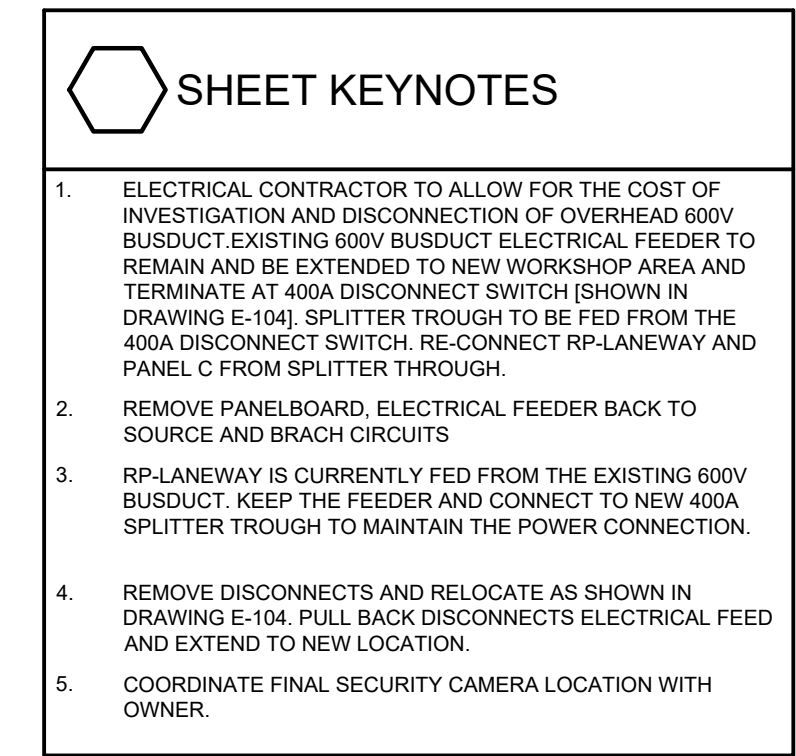 SHEET KEYNOTES
1. ELECTRICAL CONTRACTOR TO ALLOW FOR THE COST OF
INVESTIGATION AND DISCONNECTION OF OVERHEAD 600V
BUSDUCT.EXISTING 600V BUSDUCT ELECTRICAL FEEDER TO
REMAIN AND BE EXTENDED TO NEW WORKSHOP AREA AND
TERMINATE AT 400A DISCONNECT SWITCH [SHOWN IN
DRAWING E-104]. SPLITTER TROUGH TO BE FED FROM THE
400A DISCONNECT SWITCH. RE-CONNECT RP-LANEWAY AND
PANEL C FROM SPLITTER THROUGH.
2. REMOVE PANELBOARD, ELECTRICAL FEEDER BACK TO
SOURCE AND BRACH CIRCUITS
3. RP-LANEWAY IS CURRENTLY FED FROM THE EXISTING 600V
BUSDUCT. KEEP THE FEEDER AND CONNECT TO NEW 400A
SPLITTER TROUGH TO MAINTAIN THE POWER CONNECTION.
4. REMOVE DISCONNECTS AND RELOCATE AS SHOWN IN
DRAWING E-104. PULL BACK DISCONNECTS ELECTRICAL FEED
AND EXTEND TO NEW LOCATION.
5. COORDINATE FINAL SECURITY CAMERA LOCATION WITH
OWNER.